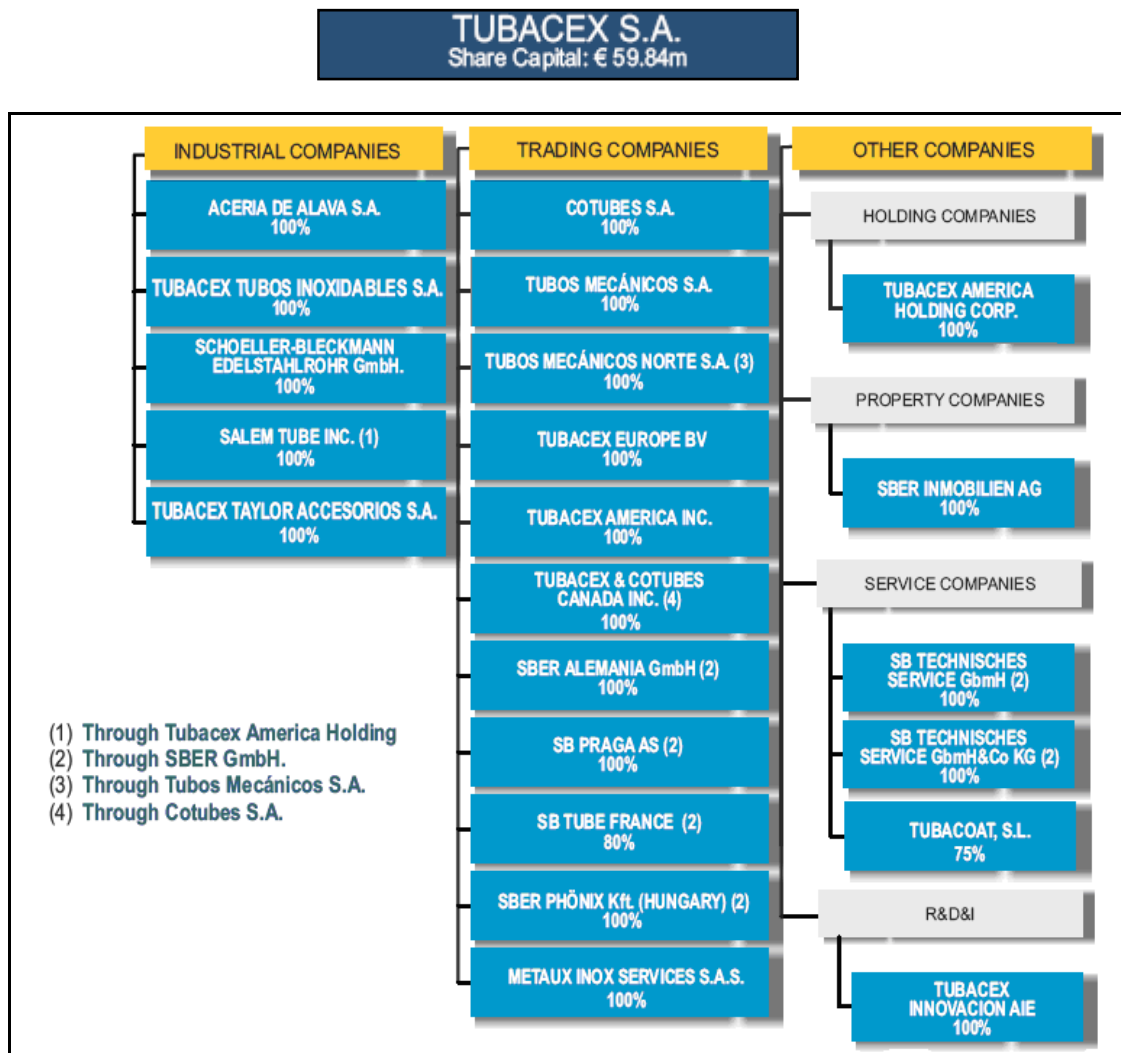 TUBACEX S.A.
Share Capital: € 59.84m
INDUSTRIAL COMPANIES
ACERIA DE ALAVA S.A.
100%
TUBACEX TUBOS INOXIDABLES S.A.
100%
SCHOELLER-BLECKMANN
EDELSTAHLROHR GmbH.
100%
SALEM TUBE INC. (1)
100%
TUBACEX TAYLOR ACCESORIOS S.A.
100%
TRADING COMPANIES
COTUBES S.A.
100%
TUBOS MECÁNICOS S.A.
100%
TUBOS MECÁNICOS NORTE S.A. (3)
100%
TUBACEX EUROPE BV
100%
TUBACEX AMERICA INC.
100%
TUBACEX & COTUBES
CANADA INC. (4)
100%
SBER ALEMANIA GmbH (2)
100%
SB PRAGA AS (2)
100%
SB TUBE FRANCE (2)
80%
SBER PHÖNIX Kft. (HUNGARY) (2)
100%
METAUX INOX SERVICES S.A.S.
100%
OTHER COMPANIES
HOLDING COMPANIES
TUBACEX AMERICA
HOLDING CORP.
100%
PROPERTY COMPANIES
SBER INMOBILIEN AG
100%
SERVICE COMPANIES
SB TECHNISCHES
SERVICE GbmH (2)
100%
SB TECHNISCHES
SERVICE GbmH&Co KG (2)
100%
TUBACOAT, S.L.
75%
R&D&I
TUBACEX
INNOVACION AIE
100%
(1) Through Tubacex America Holding
(2) Through SBER GmbH.
(3) Through Tubos Mecánicos S.A.
(4) Through Cotubes S.A.